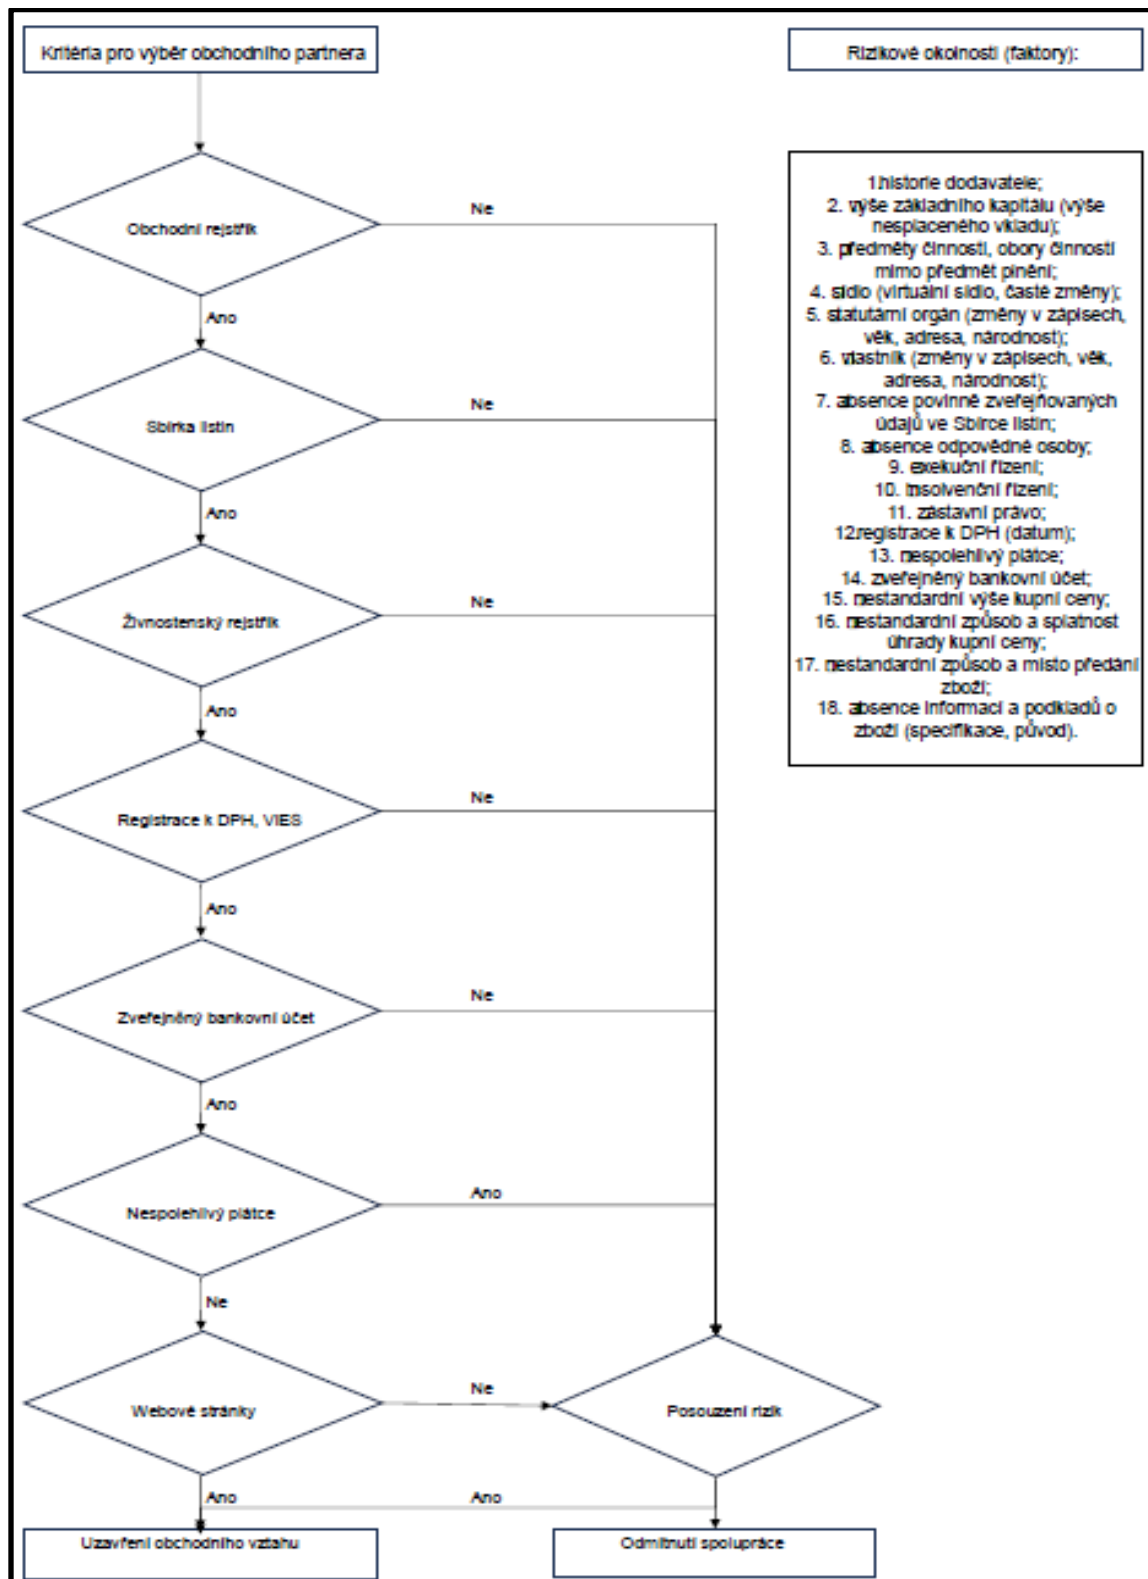 Kritéria pro výběr obchodního partnera
Rizikové okolnosti (faktory):
1.historie dodavatele;
2. výše základního kapitálu (výše
nesplaceného vkladu);
3. předměty činnosti, obory činnosti
mimo předmět plnění;
4. sídlo (virtuální sídlo, časté změny);
5. statutární orgán (změny v zápisech,
věk, adresa, národnost);
6. vlastník (změny v zápisech, věk,
adresa, národnost);
7. absence povinně zveřejňovaných
údajů ve Sbírce listin;
8. absence odpovědné osoby;
9. exekuční řízení;
10. insolvenční řízení;
11. zástavní právo;
12.registrace k DPH (datum);
13. nespolehlivý plátce;
14. zveřejněný bankovní účet;
15. nestandardní výše kupní ceny;
16. nestandardní způsob a splatnost
úhrady kupní ceny;
17. nestandardní způsob a místo předání
zboží;
18. absence informací a podkladů o
zboží (specifikace, původ).
Obchodní rejstřík
Ne
Ano
Sbírka listin
Ne
Ano
Živnostenský rejstřík
Ne
Ano
Registrace k DPH, VIES
Ne
Ano
Zveřejněný bankovní účet
Ne
Ano
Nespolehlivý plátce
Ano
Ne
Webové stránky
Ne
Posouzení rizik
Ano
Ano
Uzavření obchodního vztahu
Odmítnutí spolupráce